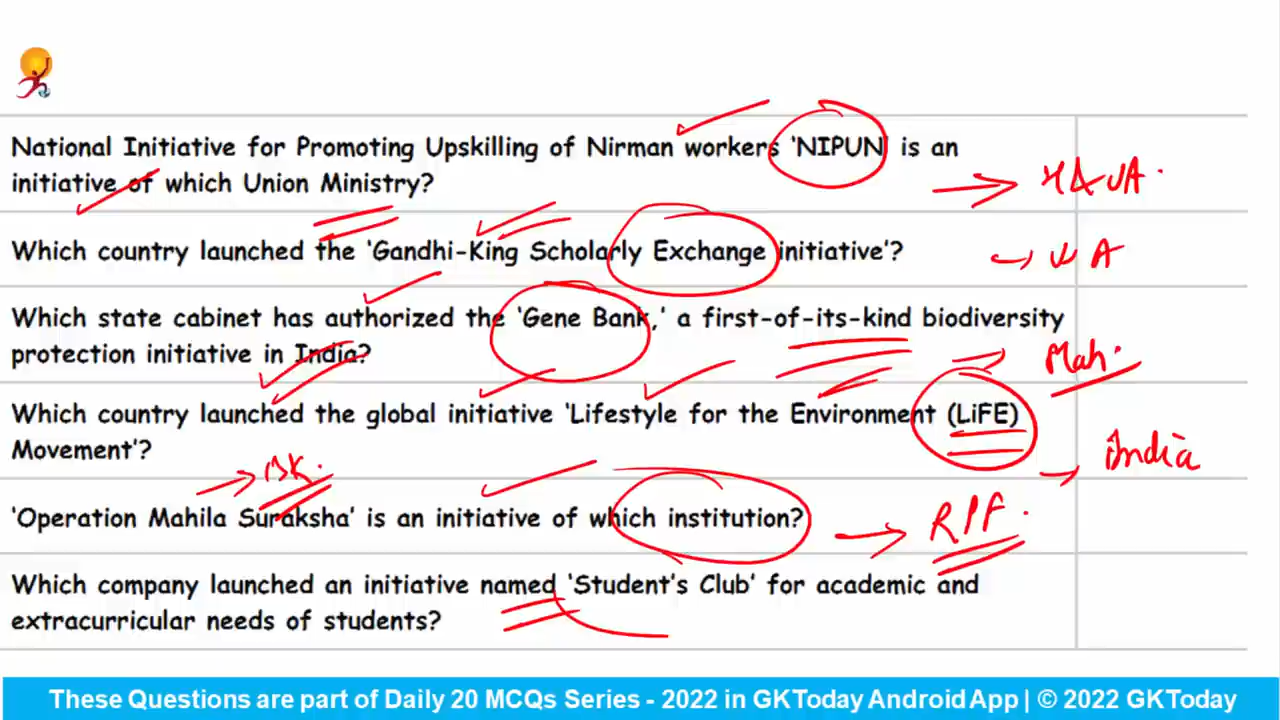 National Initiative for Promoting Upskilling of Nirman workers 'NIPUN' is an
initiative of which Union Ministry?
Which country launched the 'Gandhi-King Scholarly Exchange initiative'?
Which state cabinet has authorized the 'Gene Bank,' a first-of-its-kind biodiversity
protection initiative in India?
Mah.
Which country launched the global initiative 'Lifestyle for the Environment (LiFE)
Movement'?
India
'Operation Mahila Suraksha' is an initiative of which institution?
RPF.
Which company launched an initiative named 'Student's Club' for academic and
extracurricular needs of students?
These Questions are part of Daily 20 MCQs Series - 2022 in GKToday Android App | © 2022 GKToday